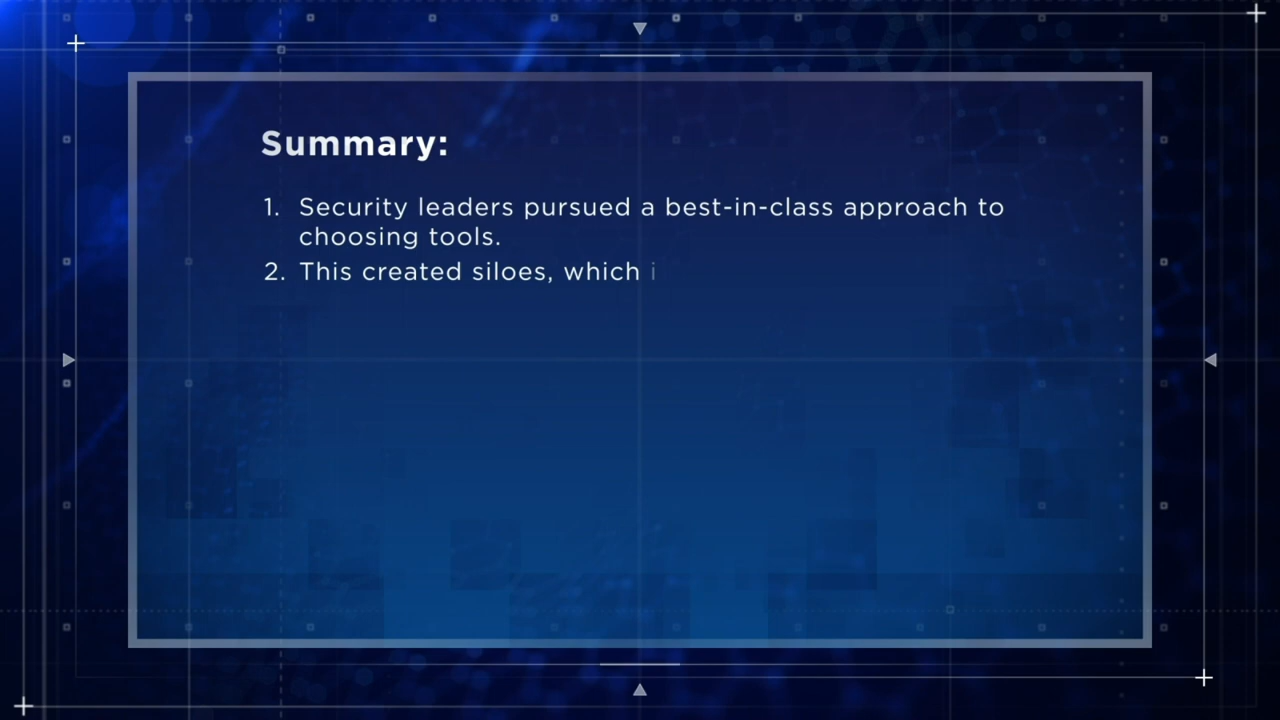 Summary:
1. Security leaders pursued a best-in-class approach to
choosing tools.
2. This created siloes, which i